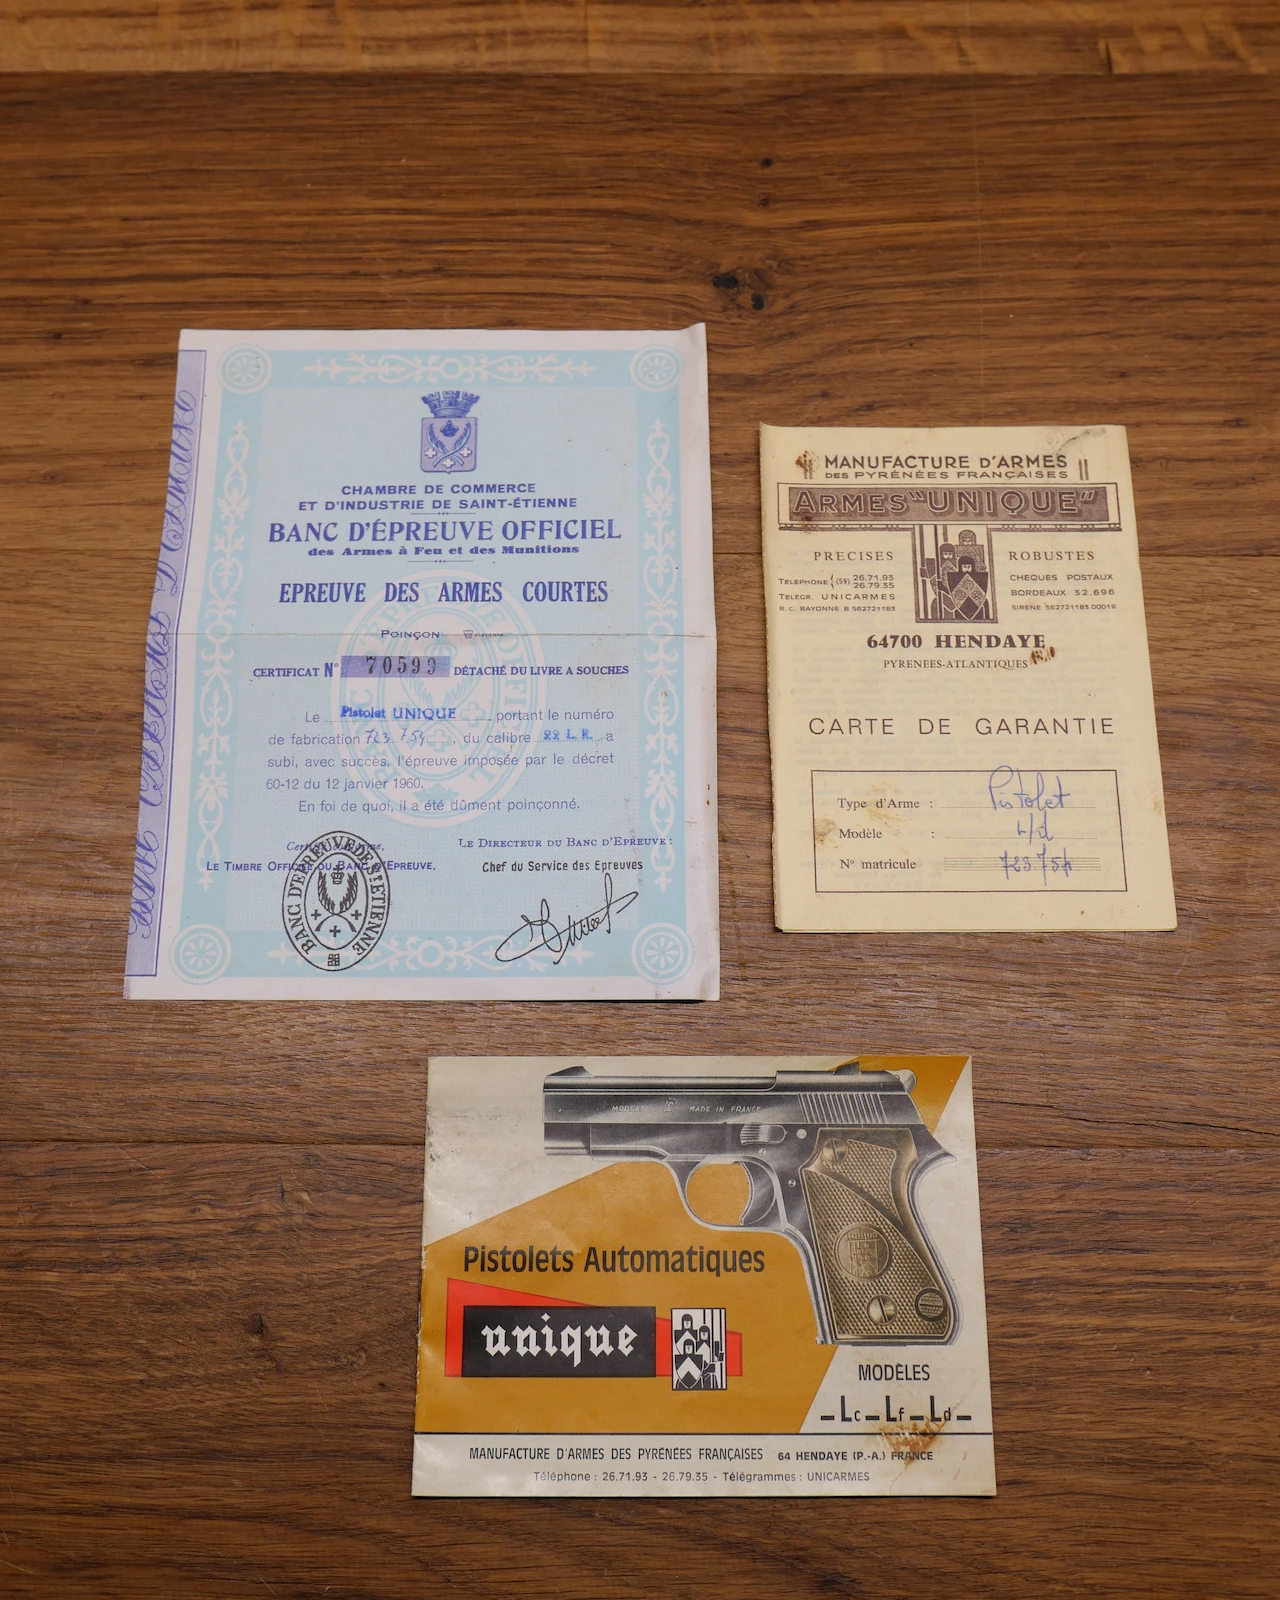 CHAMBRE DE COMMERCE
ET D'INDUSTRIE DE SAINT-ÉTIENNE
BANC D'ÉPREUVE OFFICIEL
des Armes à Feu et des Munitions
EPREUVE DES ARMES COURTES
POINÇON
CERTIFICAT N° 70599 DÉTACHÉ DU LIVRE A SOUCHES
Le Pistolet UNIQUE portant le numéro
de fabrication 723 754, du calibre 22 L.R. a
subi, avec succès, l'épreuve imposée par le décret
60-12 du 12 janvier 1960.
En foi de quoi, il a été dûment poinçonné.
LE TIMBRE OFFICIEL DU BANC D'EPREUVE,
BANC D'EPREUVE DE ST ETIENNE
LE DIRECTEUR DU BANC D'EPREUVE :
Chef du Service des Epreuves
MANUFACTURE D'ARMES
DES PYRÉNÉES FRANÇAISES
ARMES "UNIQUE"
PRECISES ROBUSTES
TELEPHONE (59) 26.71.93
26.79.35
TELEGR. UNICARMES
R.C. BAYONNE B 562721183
CHEQUES POSTAUX
BORDEAUX 32.696
SIRENE 562721183 00019
64700 HENDAYE
PYRENEES-ATLANTIQUES
CARTE DE GARANTIE
Type d'Arme : Pistolet
Modèle : L/d
N° matricule 723754
MODELE L MADE IN FRANCE
Pistolets Automatiques
unique
MODÈLES
-Lc-Lf-Ld-
MANUFACTURE D'ARMES DES PYRÉNÉES FRANÇAISES 64 HENDAYE (P.-A.) FRANCE
Téléphone : 26.71.93 - 26.79.35 - Télégrammes : UNICARMES